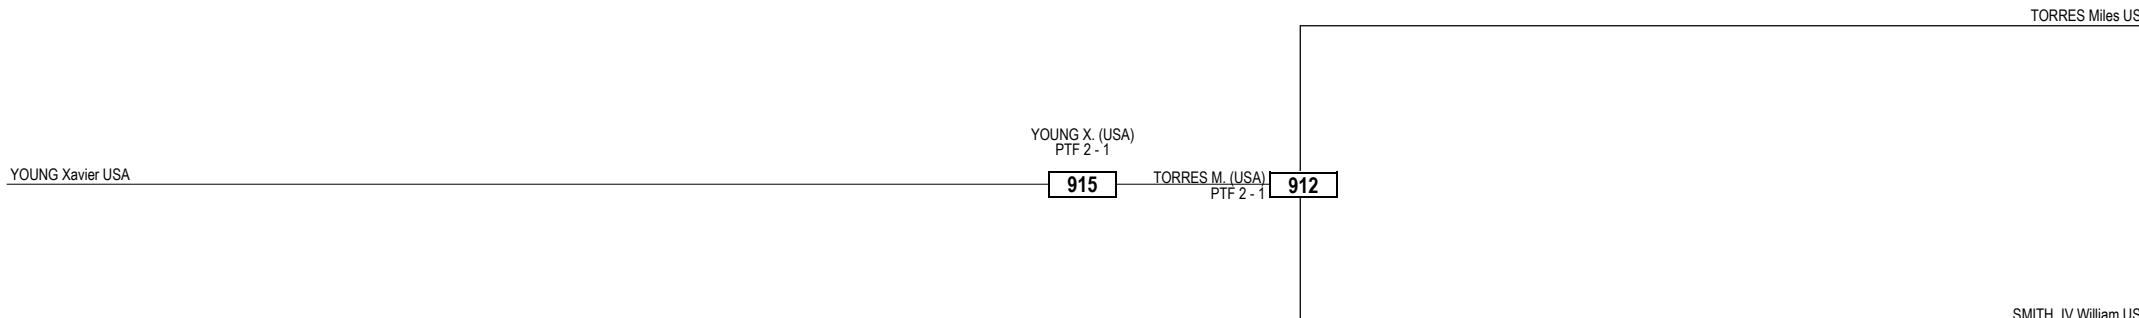 TORRES Miles US
YOUNG X. (USA)
PTF 2 - 1
YOUNG Xavier USA
915
TORRES M. (USA)
PTF 2 - 1
912
SMITH, IV William US